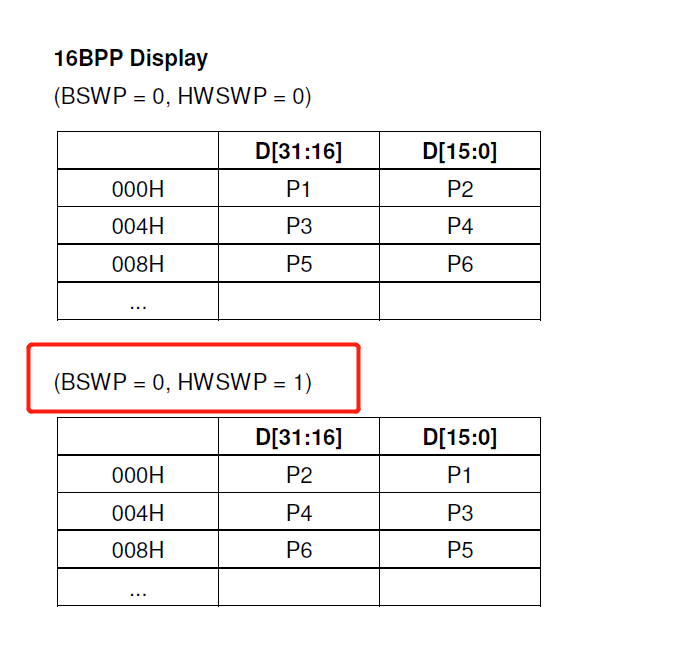 16BPP Display
(BSWP = 0, HWSWP = 0)
D[31:16] D[15:0]
000H P1 P2
004H P3 P4
008H P5 P6
...
(BSWP = 0, HWSWP = 1)
D[31:16] D[15:0]
000H P2 P1
004H P4 P3
008H P6 P5
...